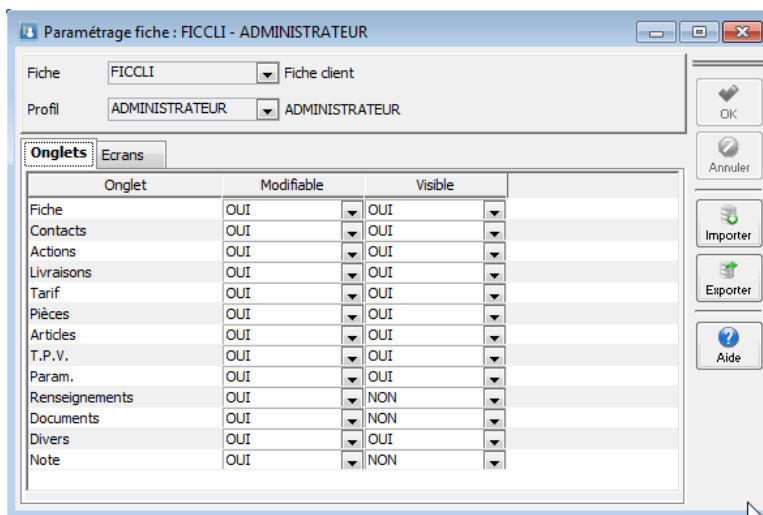 Paramétrage fiche : FICCLI - ADMINISTRATEUR
Fiche FICCLI Fiche client
Profil ADMINISTRATEUR ADMINISTRATEUR
OK
Annuler
Importer
Exporter
Aide
Onglets Ecrans
Onglet Modifiable Visible
Fiche OUI OUI
Contacts OUI OUI
Actions OUI OUI
Livraisons OUI OUI
Tarif OUI OUI
Pièces OUI OUI
Articles OUI OUI
T.P.V. OUI OUI
Param. OUI OUI
Renseignements OUI NON
Documents OUI NON
Divers OUI OUI
Note OUI NON